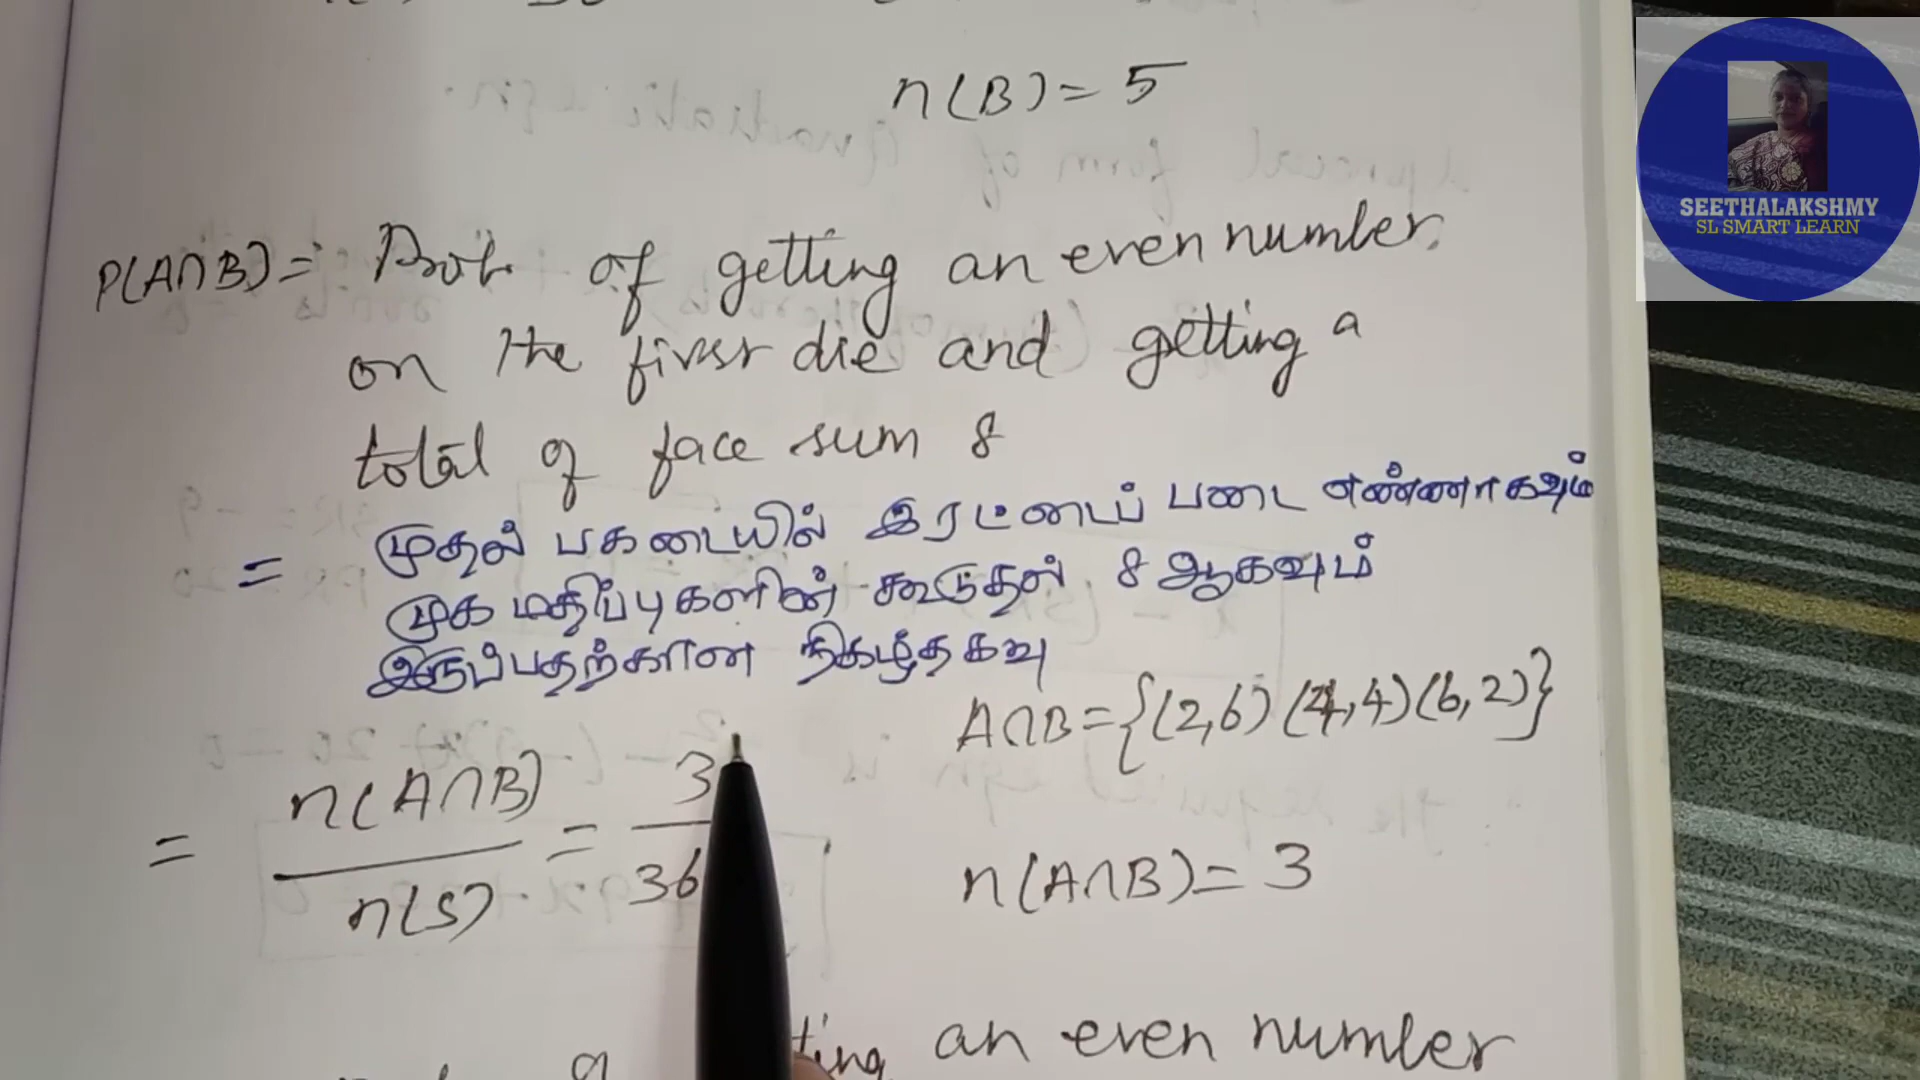 n(B) = 5
SEETHALAKSHMY
SL SMART LEARN
P(A∩B) = Prob. of getting an even number
on the first die and getting a
total of face sum 8
= முதல் பகடையில் இரட்டைப் படை எண்ணாகவும்
முக மதிப்புகளின் கூடுதல் 8 ஆகவும்
இருப்பதற்கான நிகழ்தகவு
A∩B = {(2,6) (4,4) (6,2)}
= n(A∩B) / n(S) = 3 / 36
n(A∩B) = 3
an even number